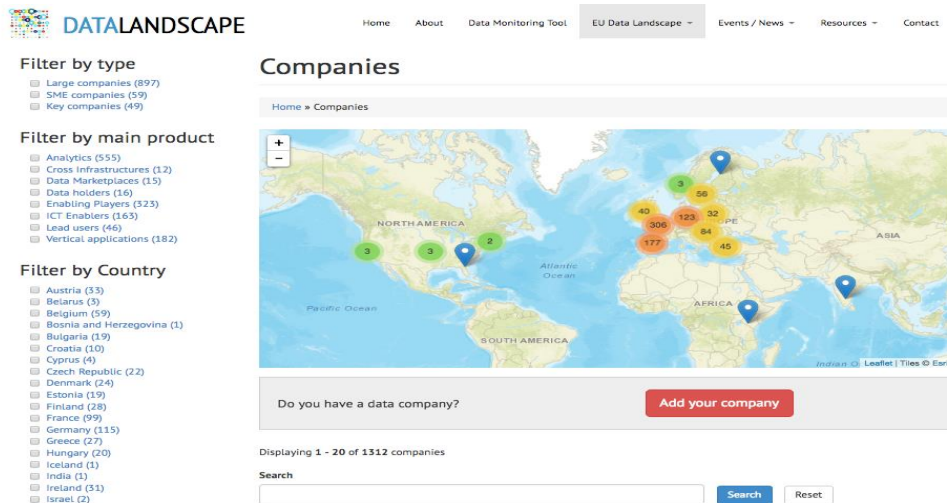 DATALANDSCAPE
Home About Data Monitoring Tool EU Data Landscape Events / News Resources Contact
Filter by type
Large companies (897)
SME companies (59)
Key companies (49)
Filter by main product
Analytics (555)
Cross Infrastructures (12)
Data Marketplaces (15)
Data holders (16)
Enabling Players (323)
ICT Enablers (163)
Lead users (46)
Vertical applications (182)
Filter by Country
Austria (33)
Belarus (3)
Belgium (59)
Bosnia and Herzegovina (1)
Bulgaria (19)
Croatia (10)
Cyprus (4)
Czech Republic (22)
Denmark (24)
Estonia (19)
Finland (28)
France (99)
Germany (115)
Greece (27)
Hungary (20)
Iceland (1)
India (1)
Ireland (31)
Israel (2)
Companies
Home » Companies
+
−
3
56
40
306
123
32
PE
84
177
45
NORTH AMERICA
ASIA
3
3
2
Atlantic
Ocean
AFRICA
Pacific Ocean
SOUTH AMERICA
Indian O
Leaflet | Tiles © Esri
Do you have a data company?
Add your company
Displaying 1 - 20 of 1312 companies
Search
Search Reset